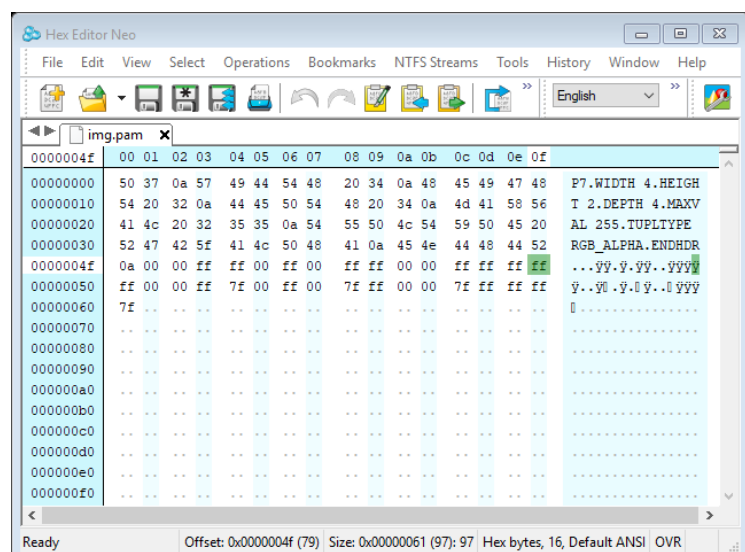 Hex Editor Neo
File Edit View Select Operations Bookmarks NTFS Streams Tools History Window Help
» English »
img.pam x
0000004f 00 01 02 03 04 05 06 07 08 09 0a 0b 0c 0d 0e 0f
00000000 50 37 0a 57 49 44 54 48 20 34 0a 48 45 49 47 48 P7.WIDTH 4.HEIGH
00000010 54 20 32 0a 44 45 50 54 48 20 34 0a 4d 41 58 56 T 2.DEPTH 4.MAXV
00000020 41 4c 20 32 35 35 0a 54 55 50 4c 54 59 50 45 20 AL 255.TUPLTYPE
00000030 52 47 42 5f 41 4c 50 48 41 0a 45 4e 44 48 44 52 RGB_ALPHA.ENDHDR
0000004f 0a 00 00 ff ff 00 ff 00 ff ff 00 00 ff ff ff ff ...ÿÿ.ÿ.ÿÿ..ÿÿÿÿ
00000050 ff 00 00 ff 7f 00 ff 00 7f ff 00 00 7f ff ff ff ÿ..ÿ▯.ÿ.▯ÿ..▯ÿÿÿ
00000060 7f .. .. .. .. .. .. .. .. .. .. .. .. .. .. .. ▯...............
00000070 .. .. .. .. .. .. .. .. .. .. .. .. .. .. .. .. ................
00000080 .. .. .. .. .. .. .. .. .. .. .. .. .. .. .. .. ................
00000090 .. .. .. .. .. .. .. .. .. .. .. .. .. .. .. .. ................
000000a0 .. .. .. .. .. .. .. .. .. .. .. .. .. .. .. .. ................
000000b0 .. .. .. .. .. .. .. .. .. .. .. .. .. .. .. .. ................
000000c0 .. .. .. .. .. .. .. .. .. .. .. .. .. .. .. .. ................
000000d0 .. .. .. .. .. .. .. .. .. .. .. .. .. .. .. .. ................
000000e0 .. .. .. .. .. .. .. .. .. .. .. .. .. .. .. .. ................
000000f0 .. .. .. .. .. .. .. .. .. .. .. .. .. .. .. .. ................
Ready Offset: 0x0000004f (79) Size: 0x00000061 (97): 97 Hex bytes, 16, Default ANSI OVR